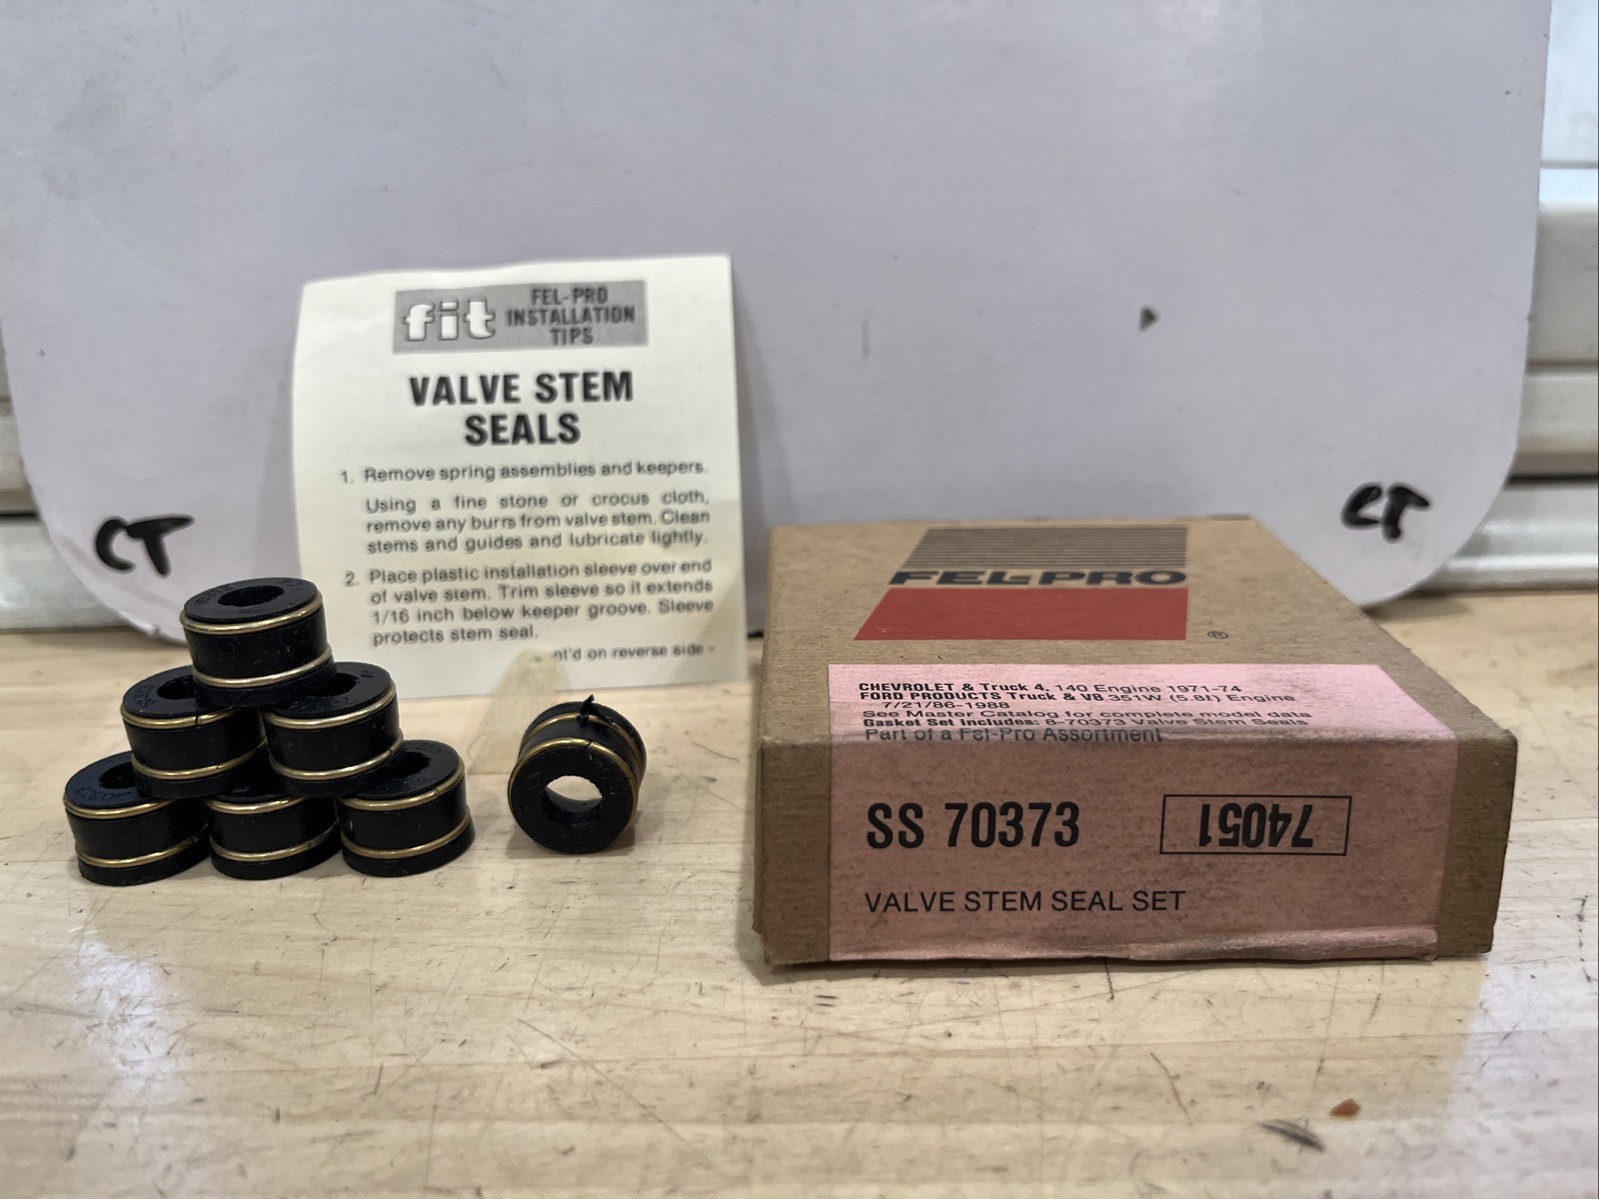 fit
FEL-PRO
INSTALLATION
TIPS
VALVE STEM
SEALS
1. Remove spring assemblies and keepers.
Using a fine stone or crocus cloth,
remove any burrs from valve stem. Clean
stems and guides and lubricate lightly.
2. Place plastic installation sleeve over end
of valve stem. Trim sleeve so it extends
1/16 inch below keeper groove. Sleeve
protects stem seal.
nt'd on reverse side -
CT
CT
FEL-PRO
®
CHEVROLET & Truck 4, 140 Engine 1971-74
FORD PRODUCTS Truck & V8 351W (5.8L) Engine
7/21/86-1988
See Master Catalog for complete model data
Gasket Set Includes: 8-70373 Valve Stem Seals
Part of a Fel-Pro Assortment
SS 70373
74051
VALVE STEM SEAL SET